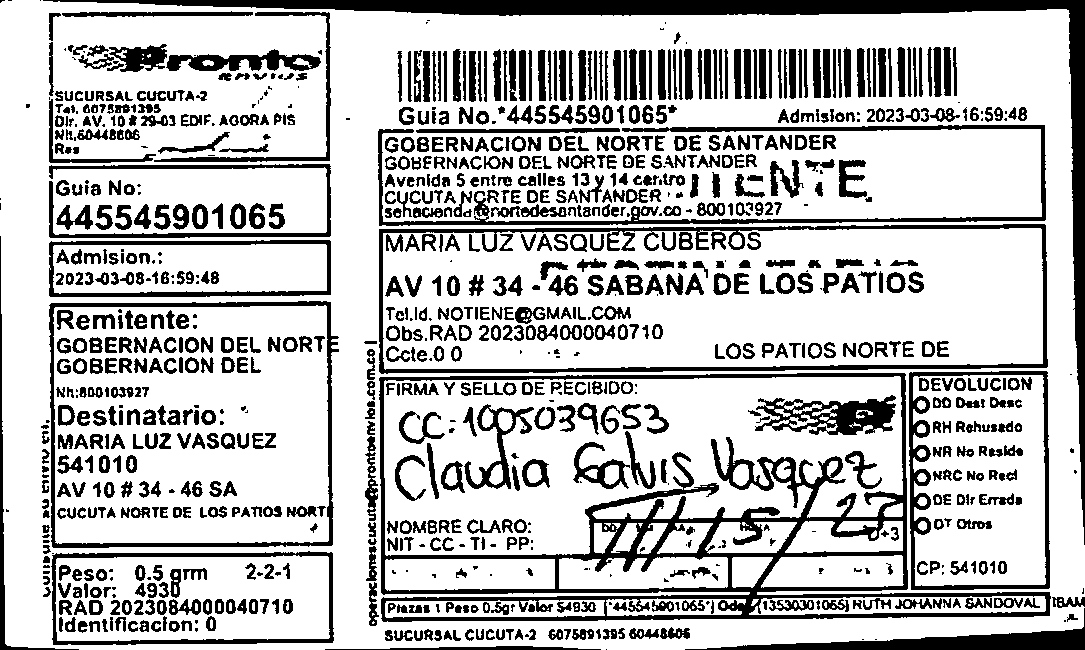 Pronto
ENVIOS
SUCURSAL CUCUTA-2
Tel. 6075891395
Dir. AV. 10 # 29-03 EDIF. AGORA PIS
Nit.60448606
Res
Guia No:
445545901065
Admision.:
2023-03-08-16:59:48
Remitente:
GOBERNACION DEL NORTE
GOBERNACION DEL
Nit:800103927
Destinatario:
MARIA LUZ VASQUEZ
541010
AV 10 # 34 - 46 SA
CUCUTA NORTE DE LOS PATIOS NORT
Peso: 0.5 grm 2-2-1
Valor: 4930
RAD 2023084000040710
Identificacion: 0
Guia No.*445545901065* Admision: 2023-03-08-16:59:48
GOBERNACION DEL NORTE DE SANTANDER
GOBERNACION DEL NORTE DE SANTANDER
Avenida 5 entre calles 13 y 14 centro
CUCUTA NORTE DE SANTANDER
sehacienda@nortedesantander.gov.co - 800103927
MARIA LUZ VASQUEZ CUBEROS
AV 10 # 34 - 46 SABANA DE LOS PATIOS
Tel.Id. NOTIENE@GMAIL.COM
Obs.RAD 2023084000040710
Ccte.0 0 LOS PATIOS NORTE DE
operacionescucuta@prontoenvios.com.co
FIRMA Y SELLO DE RECIBIDO:
CC:1005039653
Claudia Galvis Vasquez
NOMBRE CLARO:
NIT - CC - TI - PP:
D+3
DEVOLUCION
DD Dest Desc
RH Rehusado
NR No Reside
NRC No Recl
DE Dir Errada
OT Otros
CP: 541010
Piezas 1 Peso 0.5gr Valor $4930 (*445545901065*) (13530301065) RUTH JOHANNA SANDOVAL
SUCURSAL CUCUTA-2 6075891395 60448606